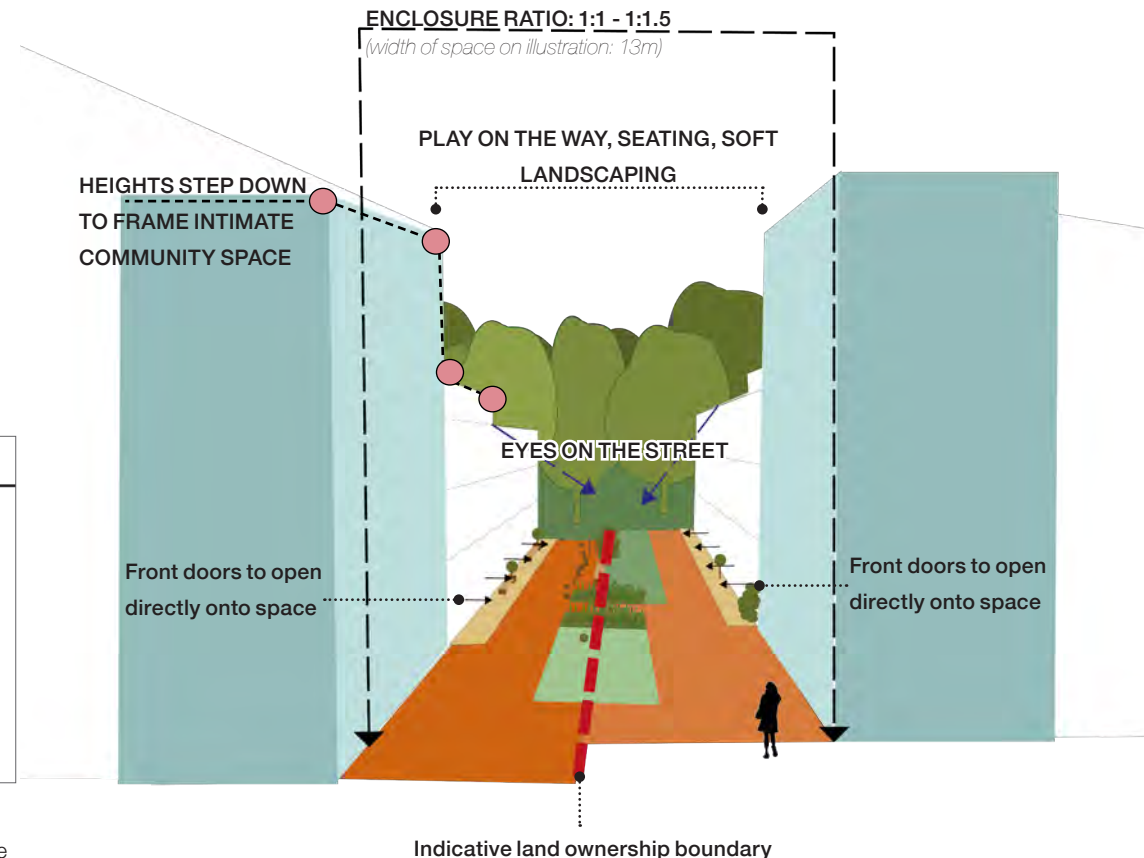 ENCLOSURE RATIO: 1:1 - 1:1.5
(width of space on illustration: 13m)
PLAY ON THE WAY, SEATING, SOFT
LANDSCAPING
HEIGHTS STEP DOWN
TO FRAME INTIMATE
COMMUNITY SPACE
EYES ON THE STREET
Front doors to open
directly onto space
Front doors to open
directly onto space
Indicative land ownership boundary